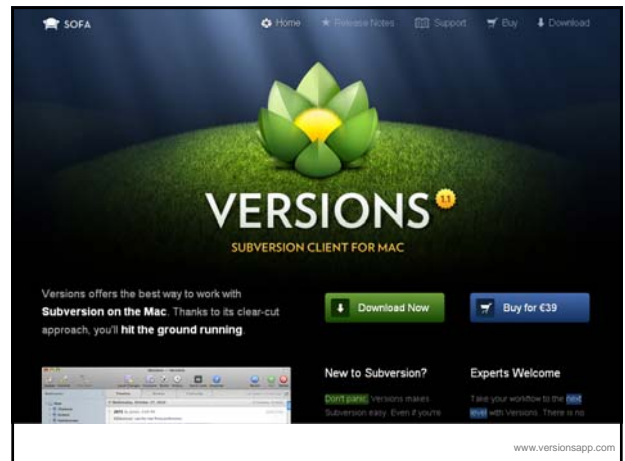 SOFA
Home
Release Notes
Support
Buy
Download
VERSIONS 1.1
SUBVERSION CLIENT FOR MAC
Versions offers the best way to work with
Subversion on the Mac. Thanks to its clear-cut
approach, you'll hit the ground running.
Download Now
Buy for €39
New to Subversion?
Don't panic, Versions makes
Subversion easy. Even if you're
Experts Welcome
Take your workflow to the next
level with Versions. There is no
Timeline
www.versionsapp.com